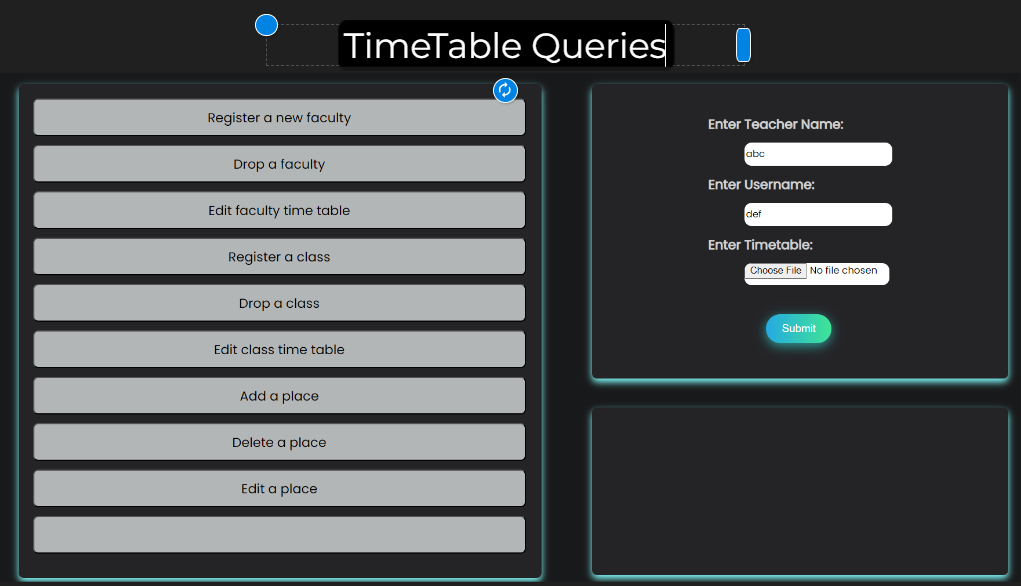 TimeTable Queries
Register a new faculty
Drop a faculty
Edit faculty time table
Register a class
Drop a class
Edit class time table
Add a place
Delete a place
Edit a place
Enter Teacher Name:
abc
Enter Username:
def
Enter Timetable:
Choose File No file chosen
Submit